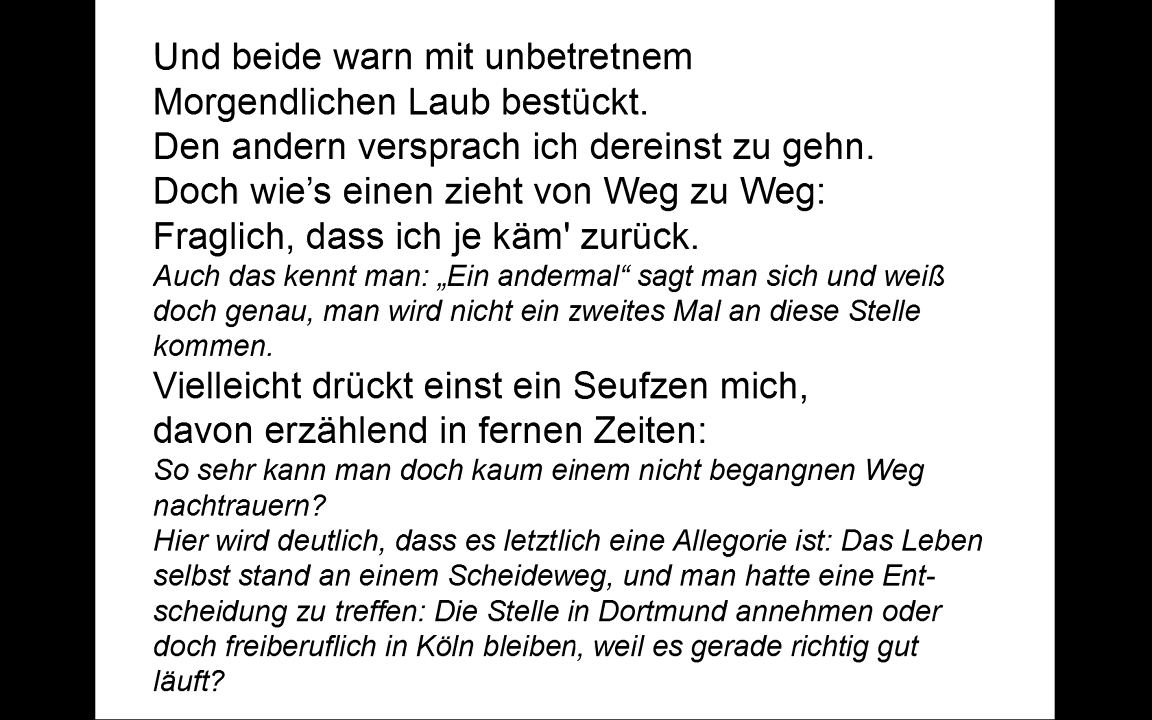 Und beide warn mit unbetretnem
Morgendlichen Laub bestückt.
Den andern versprach ich dereinst zu gehn.
Doch wie’s einen zieht von Weg zu Weg:
Fraglich, dass ich je käm' zurück.
Auch das kennt man: „Ein andermal“ sagt man sich und weiß
doch genau, man wird nicht ein zweites Mal an diese Stelle
kommen.
Vielleicht drückt einst ein Seufzen mich,
davon erzählend in fernen Zeiten:
So sehr kann man doch kaum einem nicht begangnen Weg
nachtrauern?
Hier wird deutlich, dass es letztlich eine Allegorie ist: Das Leben
selbst stand an einem Scheideweg, und man hatte eine Ent-
scheidung zu treffen: Die Stelle in Dortmund annehmen oder
doch freiberuflich in Köln bleiben, weil es gerade richtig gut
läuft?